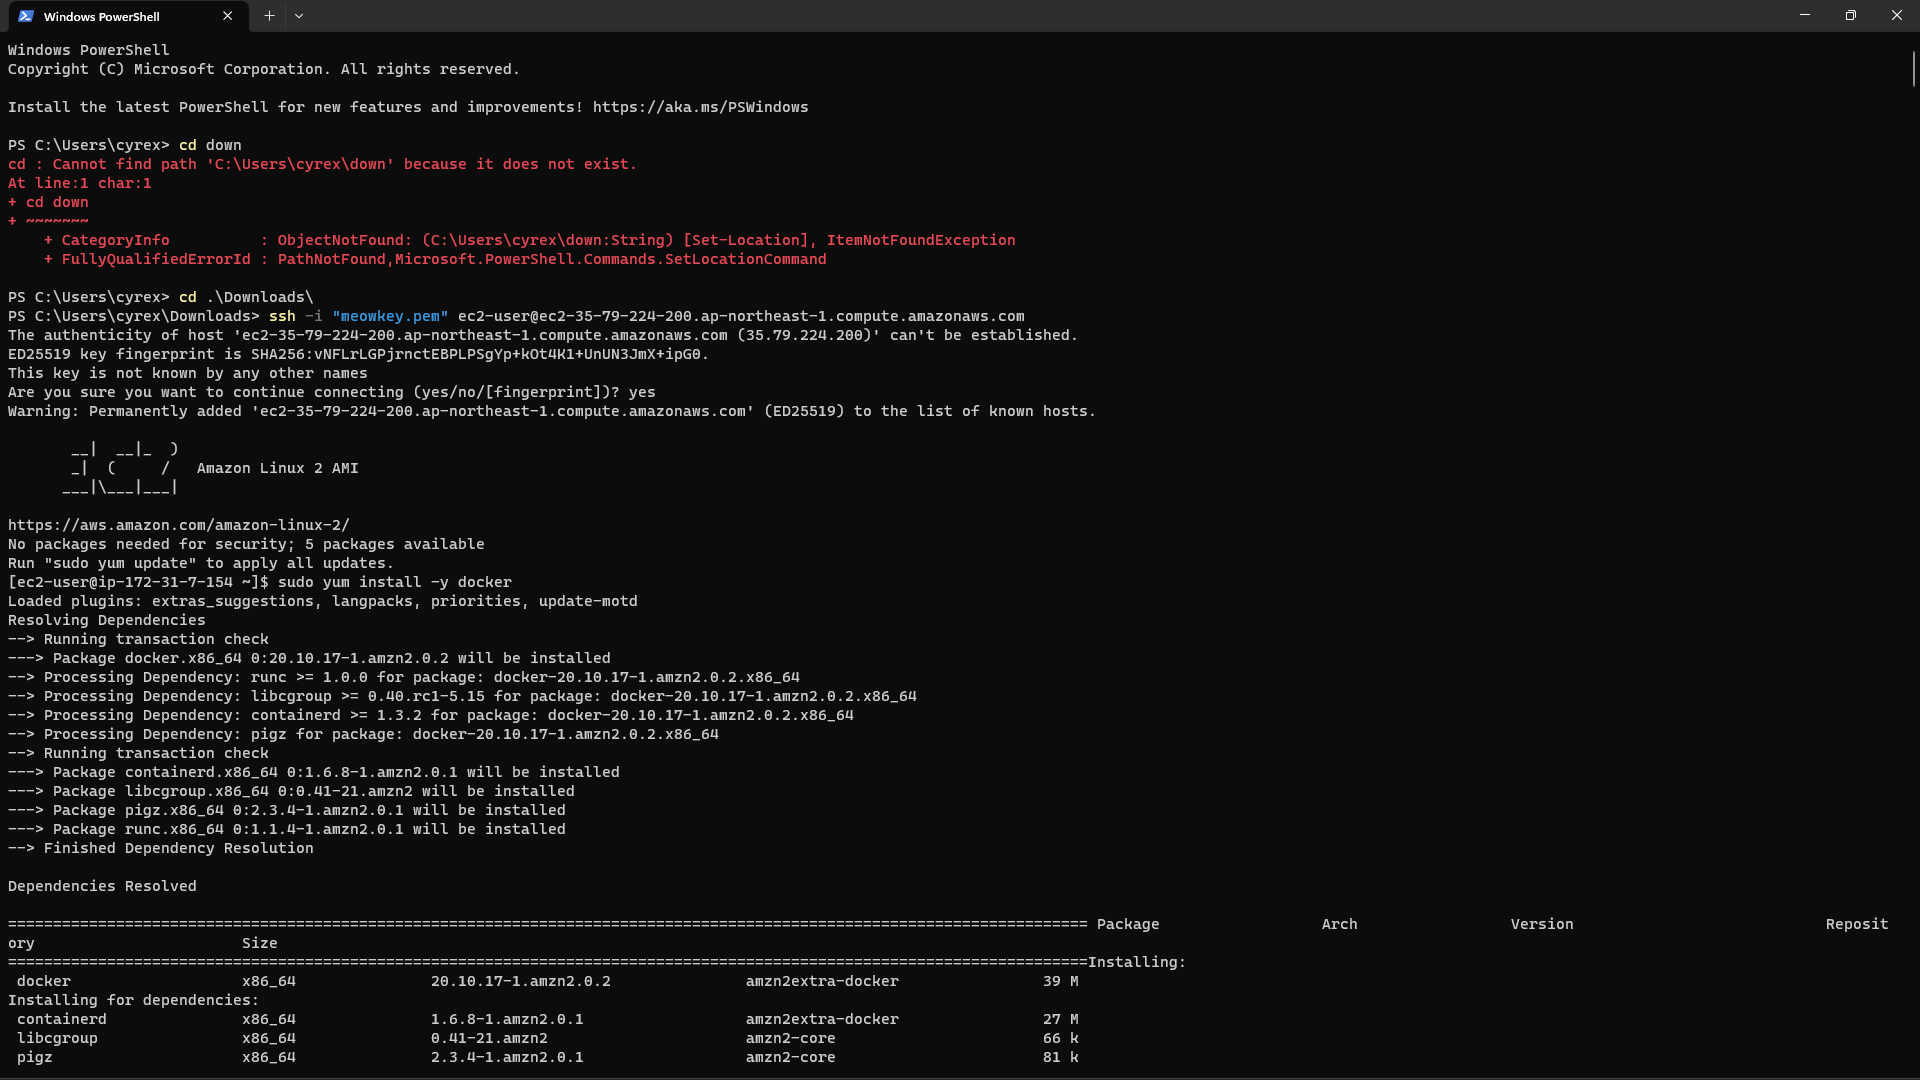 Windows PowerShell
Windows PowerShell
Copyright (C) Microsoft Corporation. All rights reserved.
Install the latest PowerShell for new features and improvements! https://aka.ms/PSWindows
PS C:\Users\cyrex> cd down
cd : Cannot find path 'C:\Users\cyrex\down' because it does not exist.
At line:1 char:1
+ cd down
+ ~~~~~~~
    + CategoryInfo          : ObjectNotFound: (C:\Users\cyrex\down:String) [Set-Location], ItemNotFoundException
    + FullyQualifiedErrorId : PathNotFound,Microsoft.PowerShell.Commands.SetLocationCommand
PS C:\Users\cyrex> cd .\Downloads\
PS C:\Users\cyrex\Downloads> ssh -i "meowkey.pem" ec2-user@ec2-35-79-224-200.ap-northeast-1.compute.amazonaws.com
The authenticity of host 'ec2-35-79-224-200.ap-northeast-1.compute.amazonaws.com (35.79.224.200)' can't be established.
ED25519 key fingerprint is SHA256:vNFLrLGPjrnctEBPLPSgYp+kOt4K1+UnUN3JmX+ipG0.
This key is not known by any other names
Are you sure you want to continue connecting (yes/no/[fingerprint])? yes
Warning: Permanently added 'ec2-35-79-224-200.ap-northeast-1.compute.amazonaws.com' (ED25519) to the list of known hosts.
       __|  __|_  )
       _|  (     /   Amazon Linux 2 AMI
      ___|\___|___|
https://aws.amazon.com/amazon-linux-2/
No packages needed for security; 5 packages available
Run "sudo yum update" to apply all updates.
[ec2-user@ip-172-31-7-154 ~]$ sudo yum install -y docker
Loaded plugins: extras_suggestions, langpacks, priorities, update-motd
Resolving Dependencies
--> Running transaction check
---> Package docker.x86_64 0:20.10.17-1.amzn2.0.2 will be installed
--> Processing Dependency: runc >= 1.0.0 for package: docker-20.10.17-1.amzn2.0.2.x86_64
--> Processing Dependency: libcgroup >= 0.40.rc1-5.15 for package: docker-20.10.17-1.amzn2.0.2.x86_64
--> Processing Dependency: containerd >= 1.3.2 for package: docker-20.10.17-1.amzn2.0.2.x86_64
--> Processing Dependency: pigz for package: docker-20.10.17-1.amzn2.0.2.x86_64
--> Running transaction check
---> Package containerd.x86_64 0:1.6.8-1.amzn2.0.1 will be installed
---> Package libcgroup.x86_64 0:0.41-21.amzn2 will be installed
---> Package pigz.x86_64 0:2.3.4-1.amzn2.0.1 will be installed
---> Package runc.x86_64 0:1.1.4-1.amzn2.0.1 will be installed
--> Finished Dependency Resolution
Dependencies Resolved
======================================================================================================================== Package                  Arch                 Version                            Reposit
ory                       Size
========================================================================================================================Installing:
 docker                   x86_64               20.10.17-1.amzn2.0.2               amzn2extra-docker                39 M
Installing for dependencies:
 containerd               x86_64               1.6.8-1.amzn2.0.1                  amzn2extra-docker                27 M
 libcgroup                x86_64               0.41-21.amzn2                      amzn2-core                       66 k
 pigz                     x86_64               2.3.4-1.amzn2.0.1                  amzn2-core                       81 k